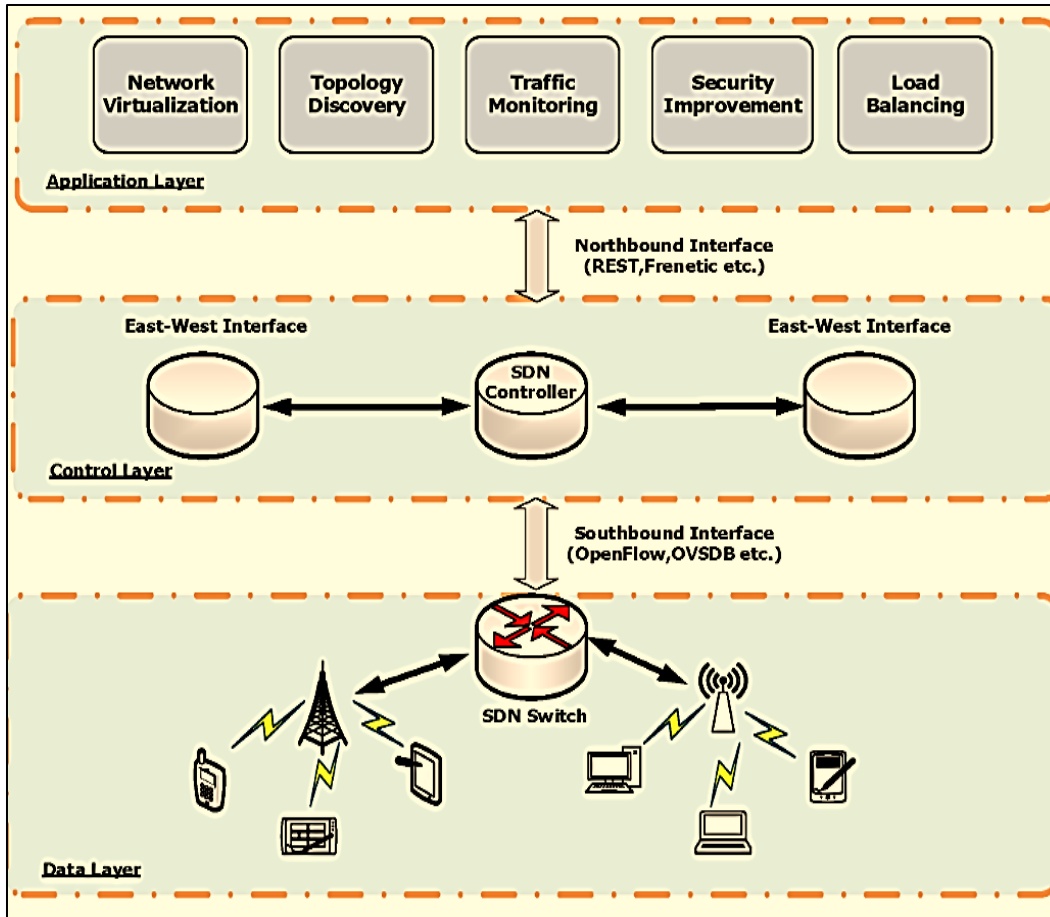 Network
Virtualization
Topology
Discovery
Traffic
Monitoring
Security
Improvement
Load
Balancing
Application Layer
Northbound Interface
(REST,Frenetic etc.)
East-West Interface
East-West Interface
SDN
Controller
Control Layer
Southbound Interface
(OpenFlow,OVSDB etc.)
SDN Switch
Data Layer